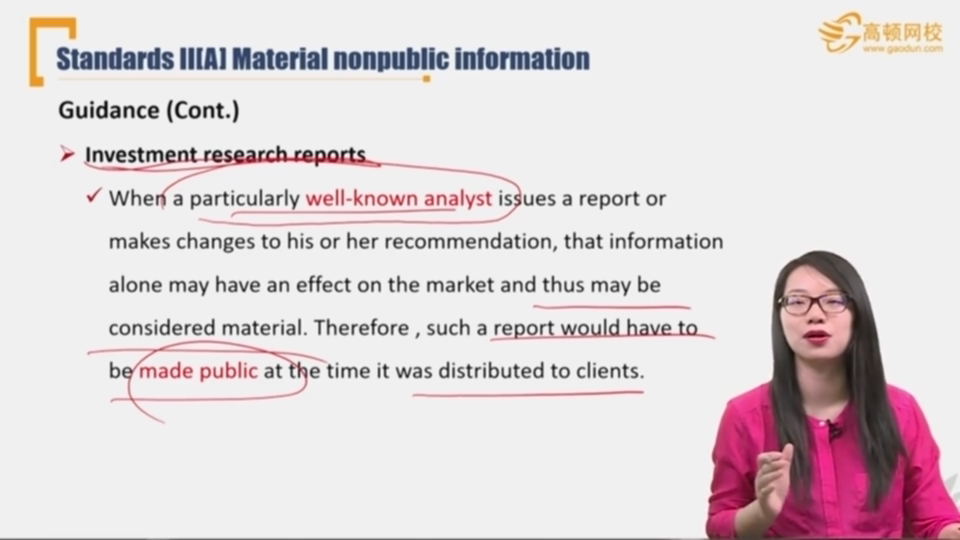 高顿网校
www.gaodun.com
Standards II[A] Material nonpublic information
Guidance (Cont.)
Investment research reports
When a particularly well-known analyst issues a report or
makes changes to his or her recommendation, that information
alone may have an effect on the market and thus may be
considered material. Therefore , such a report would have to
be made public at the time it was distributed to clients.